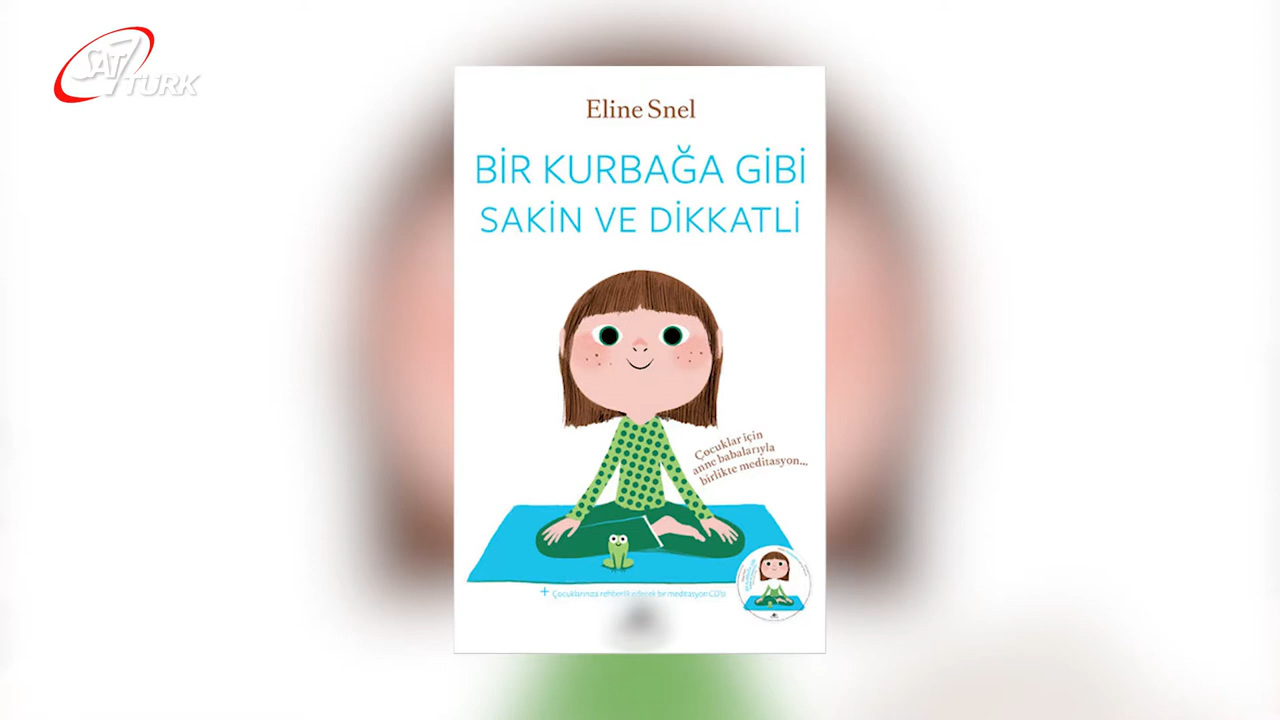 SAT7
TURK
Eline Snel
BİR KURBAĞA GİBİ
SAKİN VE DİKKATLİ
Çocuklar için
anne babalarıyla
birlikte meditasyon...
+ Çocuklarınıza rehberlik edecek bir meditasyon CD'si